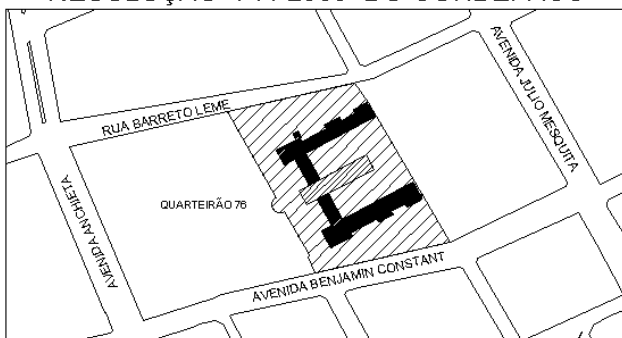 RUA BARRETO LEME
AVENIDA JULIO MESQUITA
AVENIDA ANCHIETA
QUARTEIRÃO 76
AVENIDA BENJAMIN CONSTANT